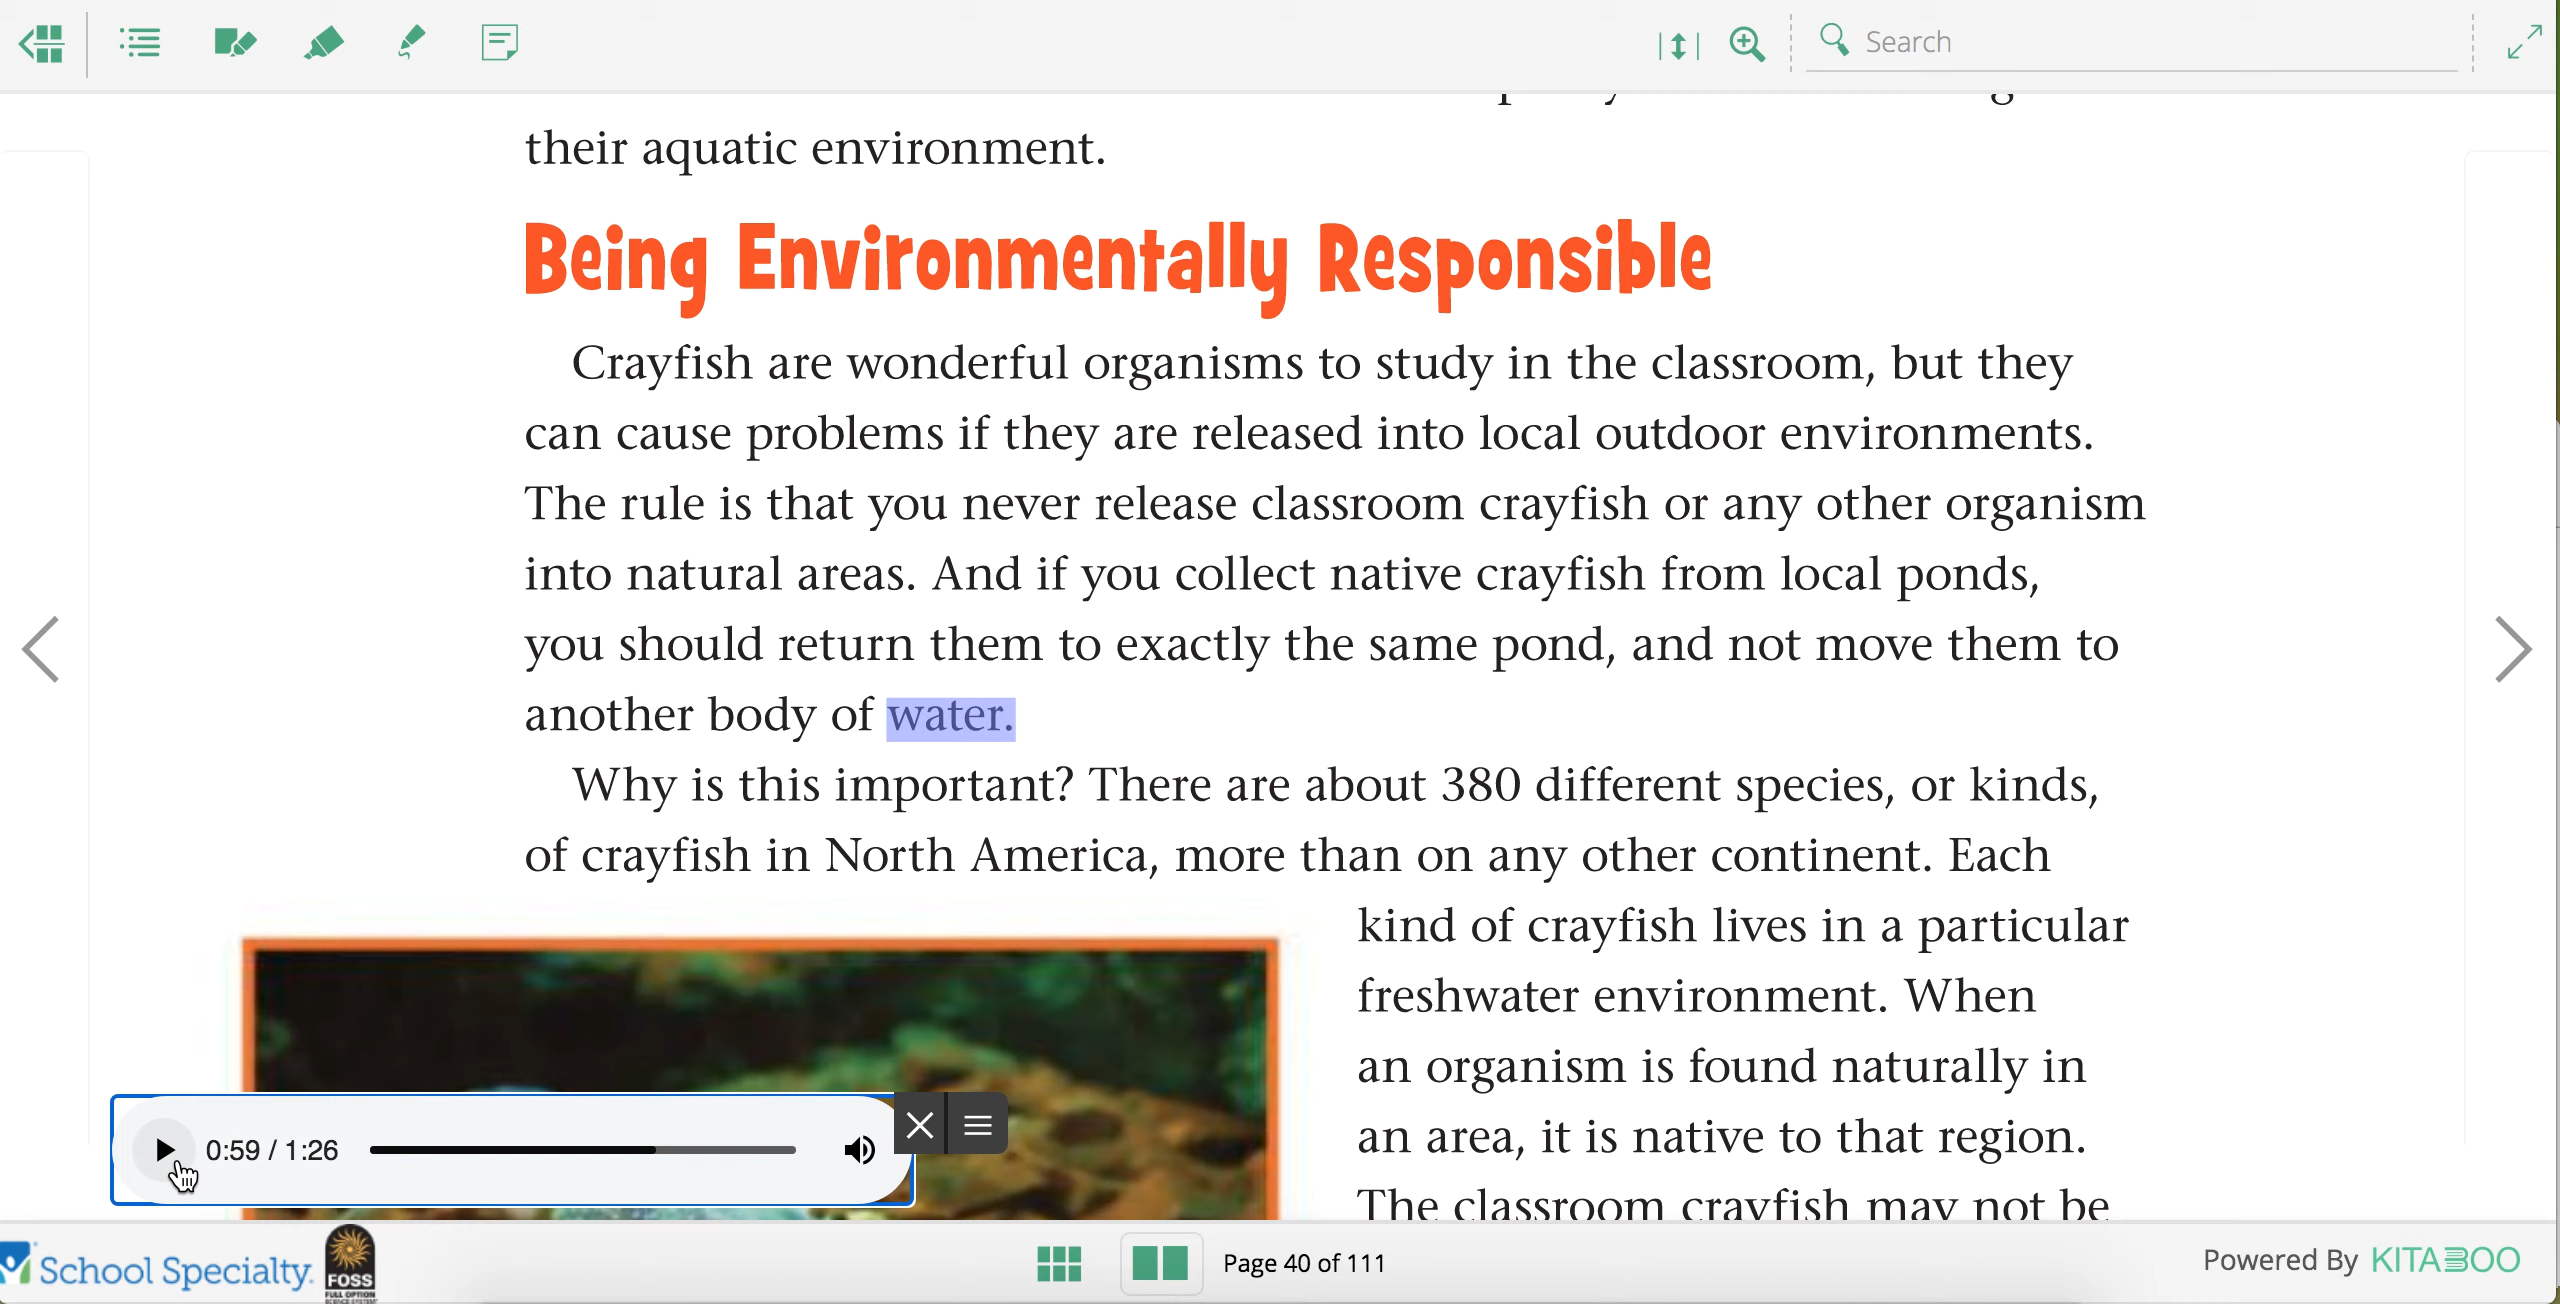 Search
their aquatic environment.
Being Environmentally Responsible
Crayfish are wonderful organisms to study in the classroom, but they
can cause problems if they are released into local outdoor environments.
The rule is that you never release classroom crayfish or any other organism
into natural areas. And if you collect native crayfish from local ponds,
you should return them to exactly the same pond, and not move them to
another body of water.
Why is this important? There are about 380 different species, or kinds,
of crayfish in North America, more than on any other continent. Each
kind of crayfish lives in a particular
freshwater environment. When
an organism is found naturally in
an area, it is native to that region.
The classroom crayfish may not be
0:59 / 1:26
School Specialty.
FOSS
FULL OPTION
SCIENCE SYSTEM
Page 40 of 111
Powered By KITABOO